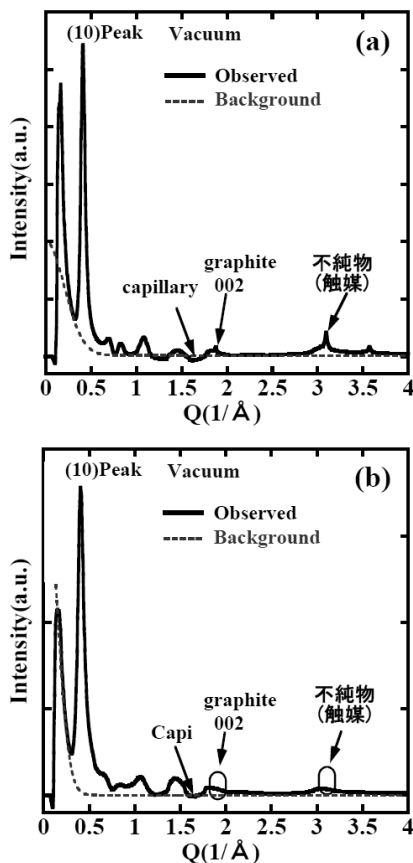 (10)Peak Vacuum (a)
Observed
Background
graphite
002
capillary
不純物
(触媒)
Intensity(a.u.)
0 0.5 1 1.5 2 2.5 3 3.5 4
Q(1/Å)
(10)Peak Vacuum (b)
Observed
Background
graphite
002
Capi
不純物
(触媒)
Intensity(a.u.)
0 0.5 1 1.5 2 2.5 3 3.5 4
Q(1/Å)